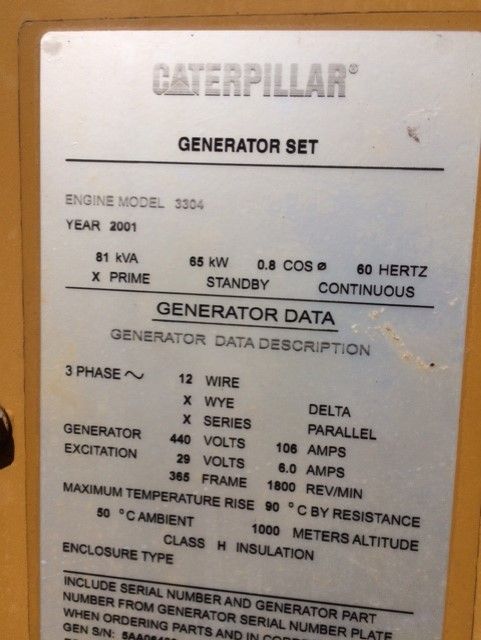 CATERPILLAR®
GENERATOR SET
ENGINE MODEL 3304
YEAR 2001
81 kVA 65 kW 0.8 COS ø 60 HERTZ
X PRIME STANDBY CONTINUOUS
GENERATOR DATA
GENERATOR DATA DESCRIPTION
3 PHASE ~ 12 WIRE
X WYE DELTA
X SERIES PARALLEL
GENERATOR 440 VOLTS 106 AMPS
EXCITATION 29 VOLTS 6.0 AMPS
365 FRAME 1800 REV/MIN
MAXIMUM TEMPERATURE RISE 90 °C BY RESISTANCE
50 °C AMBIENT 1000 METERS ALTITUDE
CLASS H INSULATION
ENCLOSURE TYPE
INCLUDE SERIAL NUMBER AND GENERATOR PART
NUMBER FROM GENERATOR SERIAL NUMBER PLATE
WHEN ORDERING PARTS AND IN
GEN S/N: